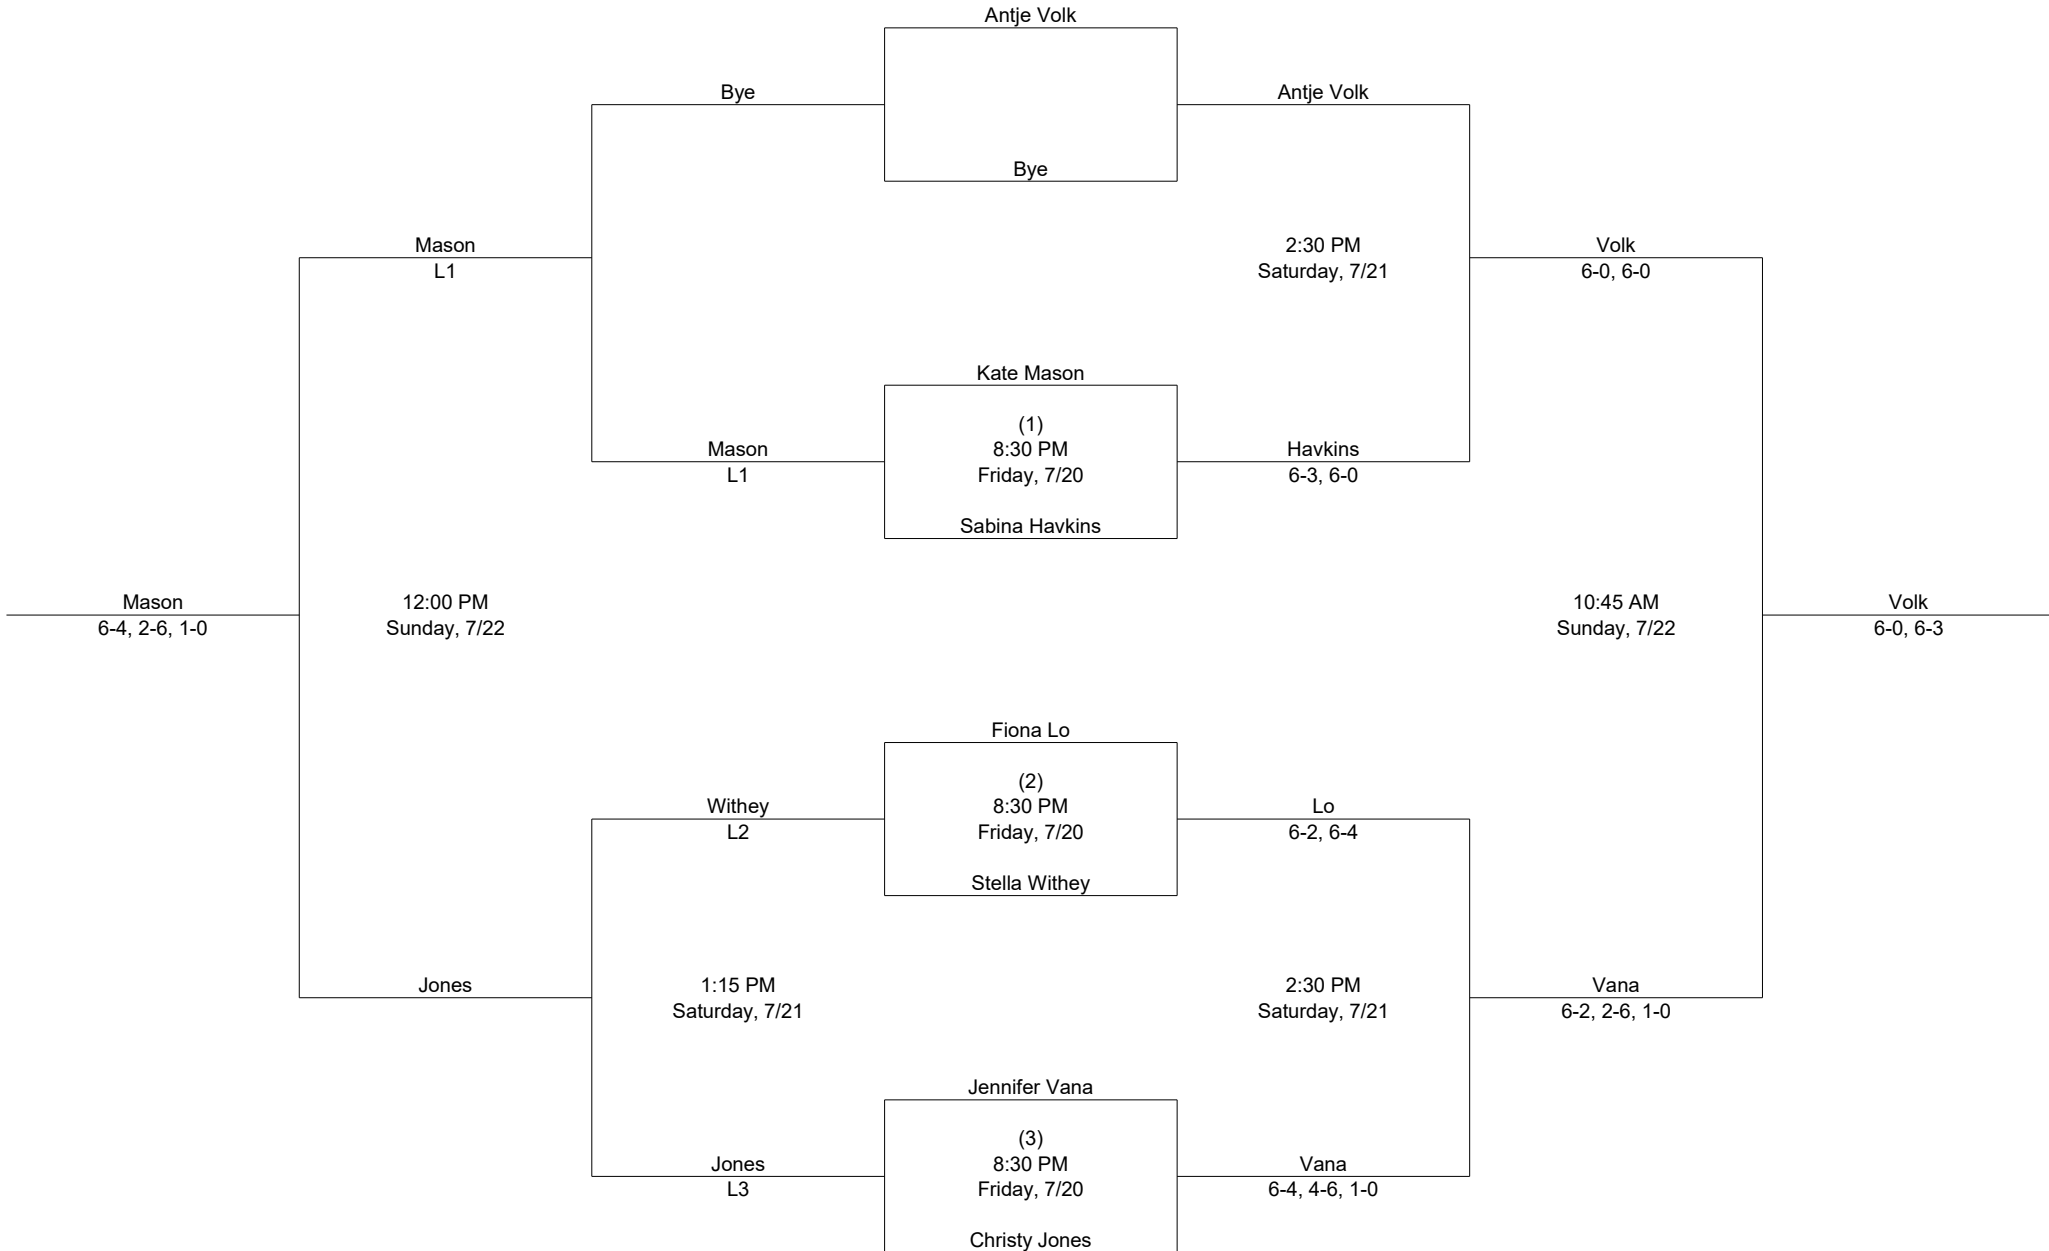 Antje Volk
Bye
Antje Volk
Bye
Mason
L1
2:30 PM
Saturday, 7/21
Volk
6-0, 6-0
Kate Mason
(1)
8:30 PM
Friday, 7/20
Sabina Havkins
Mason
L1
Havkins
6-3, 6-0
Mason
6-4, 2-6, 1-0
12:00 PM
Sunday, 7/22
10:45 AM
Sunday, 7/22
Volk
6-0, 6-3
Fiona Lo
(2)
8:30 PM
Friday, 7/20
Stella Withey
Withey
L2
Lo
6-2, 6-4
Jones
1:15 PM
Saturday, 7/21
2:30 PM
Saturday, 7/21
Vana
6-2, 2-6, 1-0
Jennifer Vana
(3)
8:30 PM
Friday, 7/20
Christy Jones
Jones
L3
Vana
6-4, 4-6, 1-0